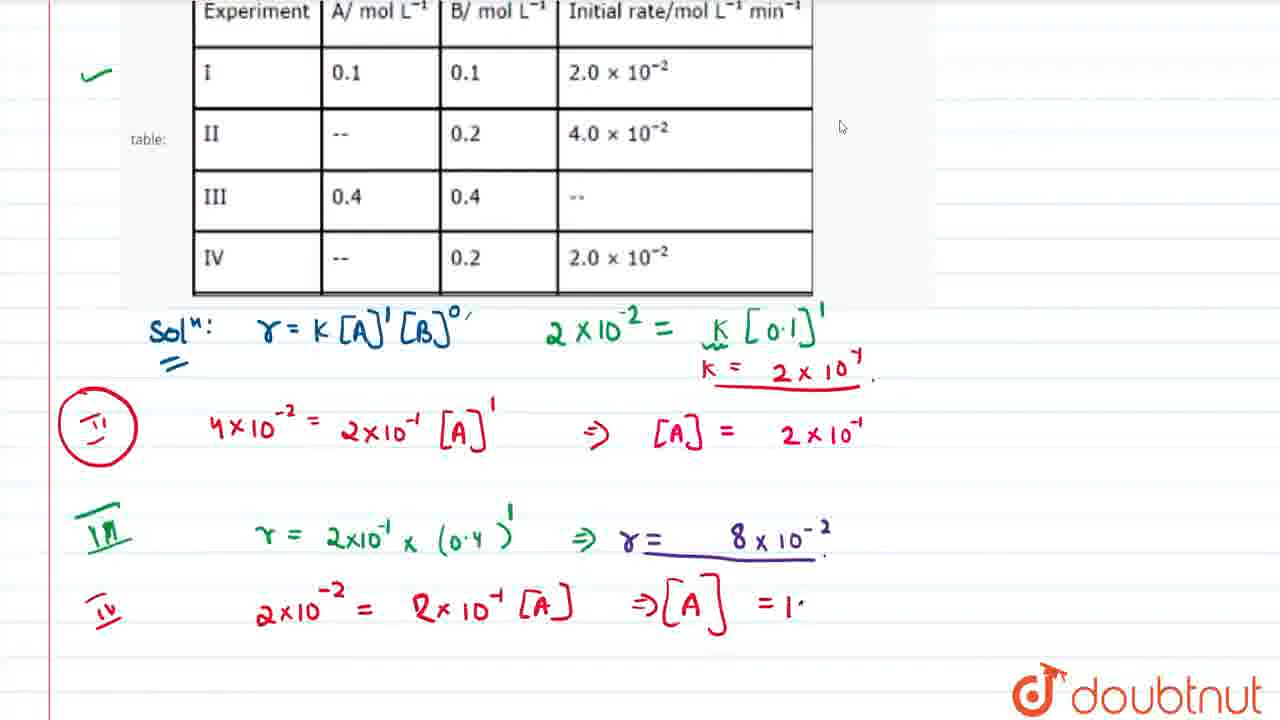 Experiment A/ mol L⁻¹ B/ mol L⁻¹ Initial rate/mol L⁻¹ min⁻¹
I 0.1 0.1 2.0 × 10⁻²
table: II -- 0.2 4.0 × 10⁻²
III 0.4 0.4 --
IV -- 0.2 2.0 × 10⁻²
Solⁿ: r = K [A]¹ [B]⁰, 2 × 10⁻² = K [0.1]¹
K = 2 × 10⁻¹.
II 4 × 10⁻² = 2 × 10⁻¹ [A]¹ ⇒ [A] = 2 × 10⁻¹
III r = 2 × 10⁻¹ × (0.4)¹ ⇒ r = 8 × 10⁻².
IV 2 × 10⁻² = 2 × 10⁻¹ [A] ⇒ [A] = 1.
doubtnut